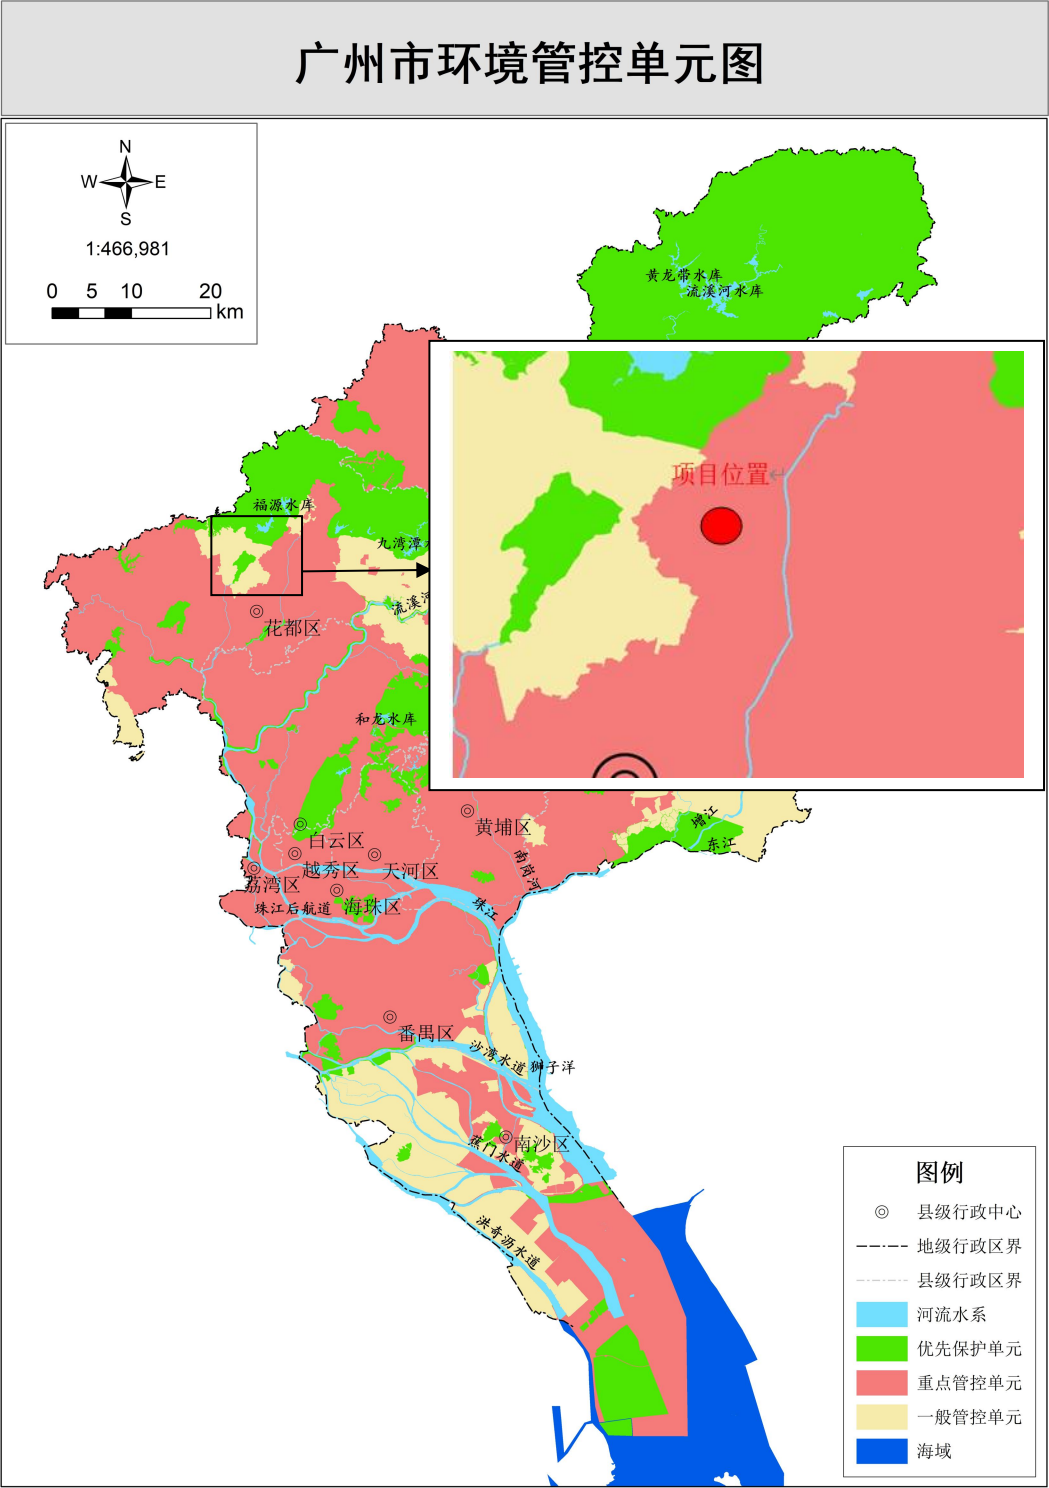 广州市环境管控单元图
N
W E
S
1:466,981
0 5 10 20
km
黄龙带水库
流溪河水库
福源水库
九湾潭
流溪河
花都区
项目位置↵
和龙水库
白云区
黄埔区
增江
东江
越秀区
天河区
南岗河
荔湾区
海珠区
珠江后航道
珠江
番禺区
沙湾水道
狮子洋
南沙区
蕉门水道
洪奇沥水道
图例
县级行政中心
地级行政区界
县级行政区界
河流水系
优先保护单元
重点管控单元
一般管控单元
海域